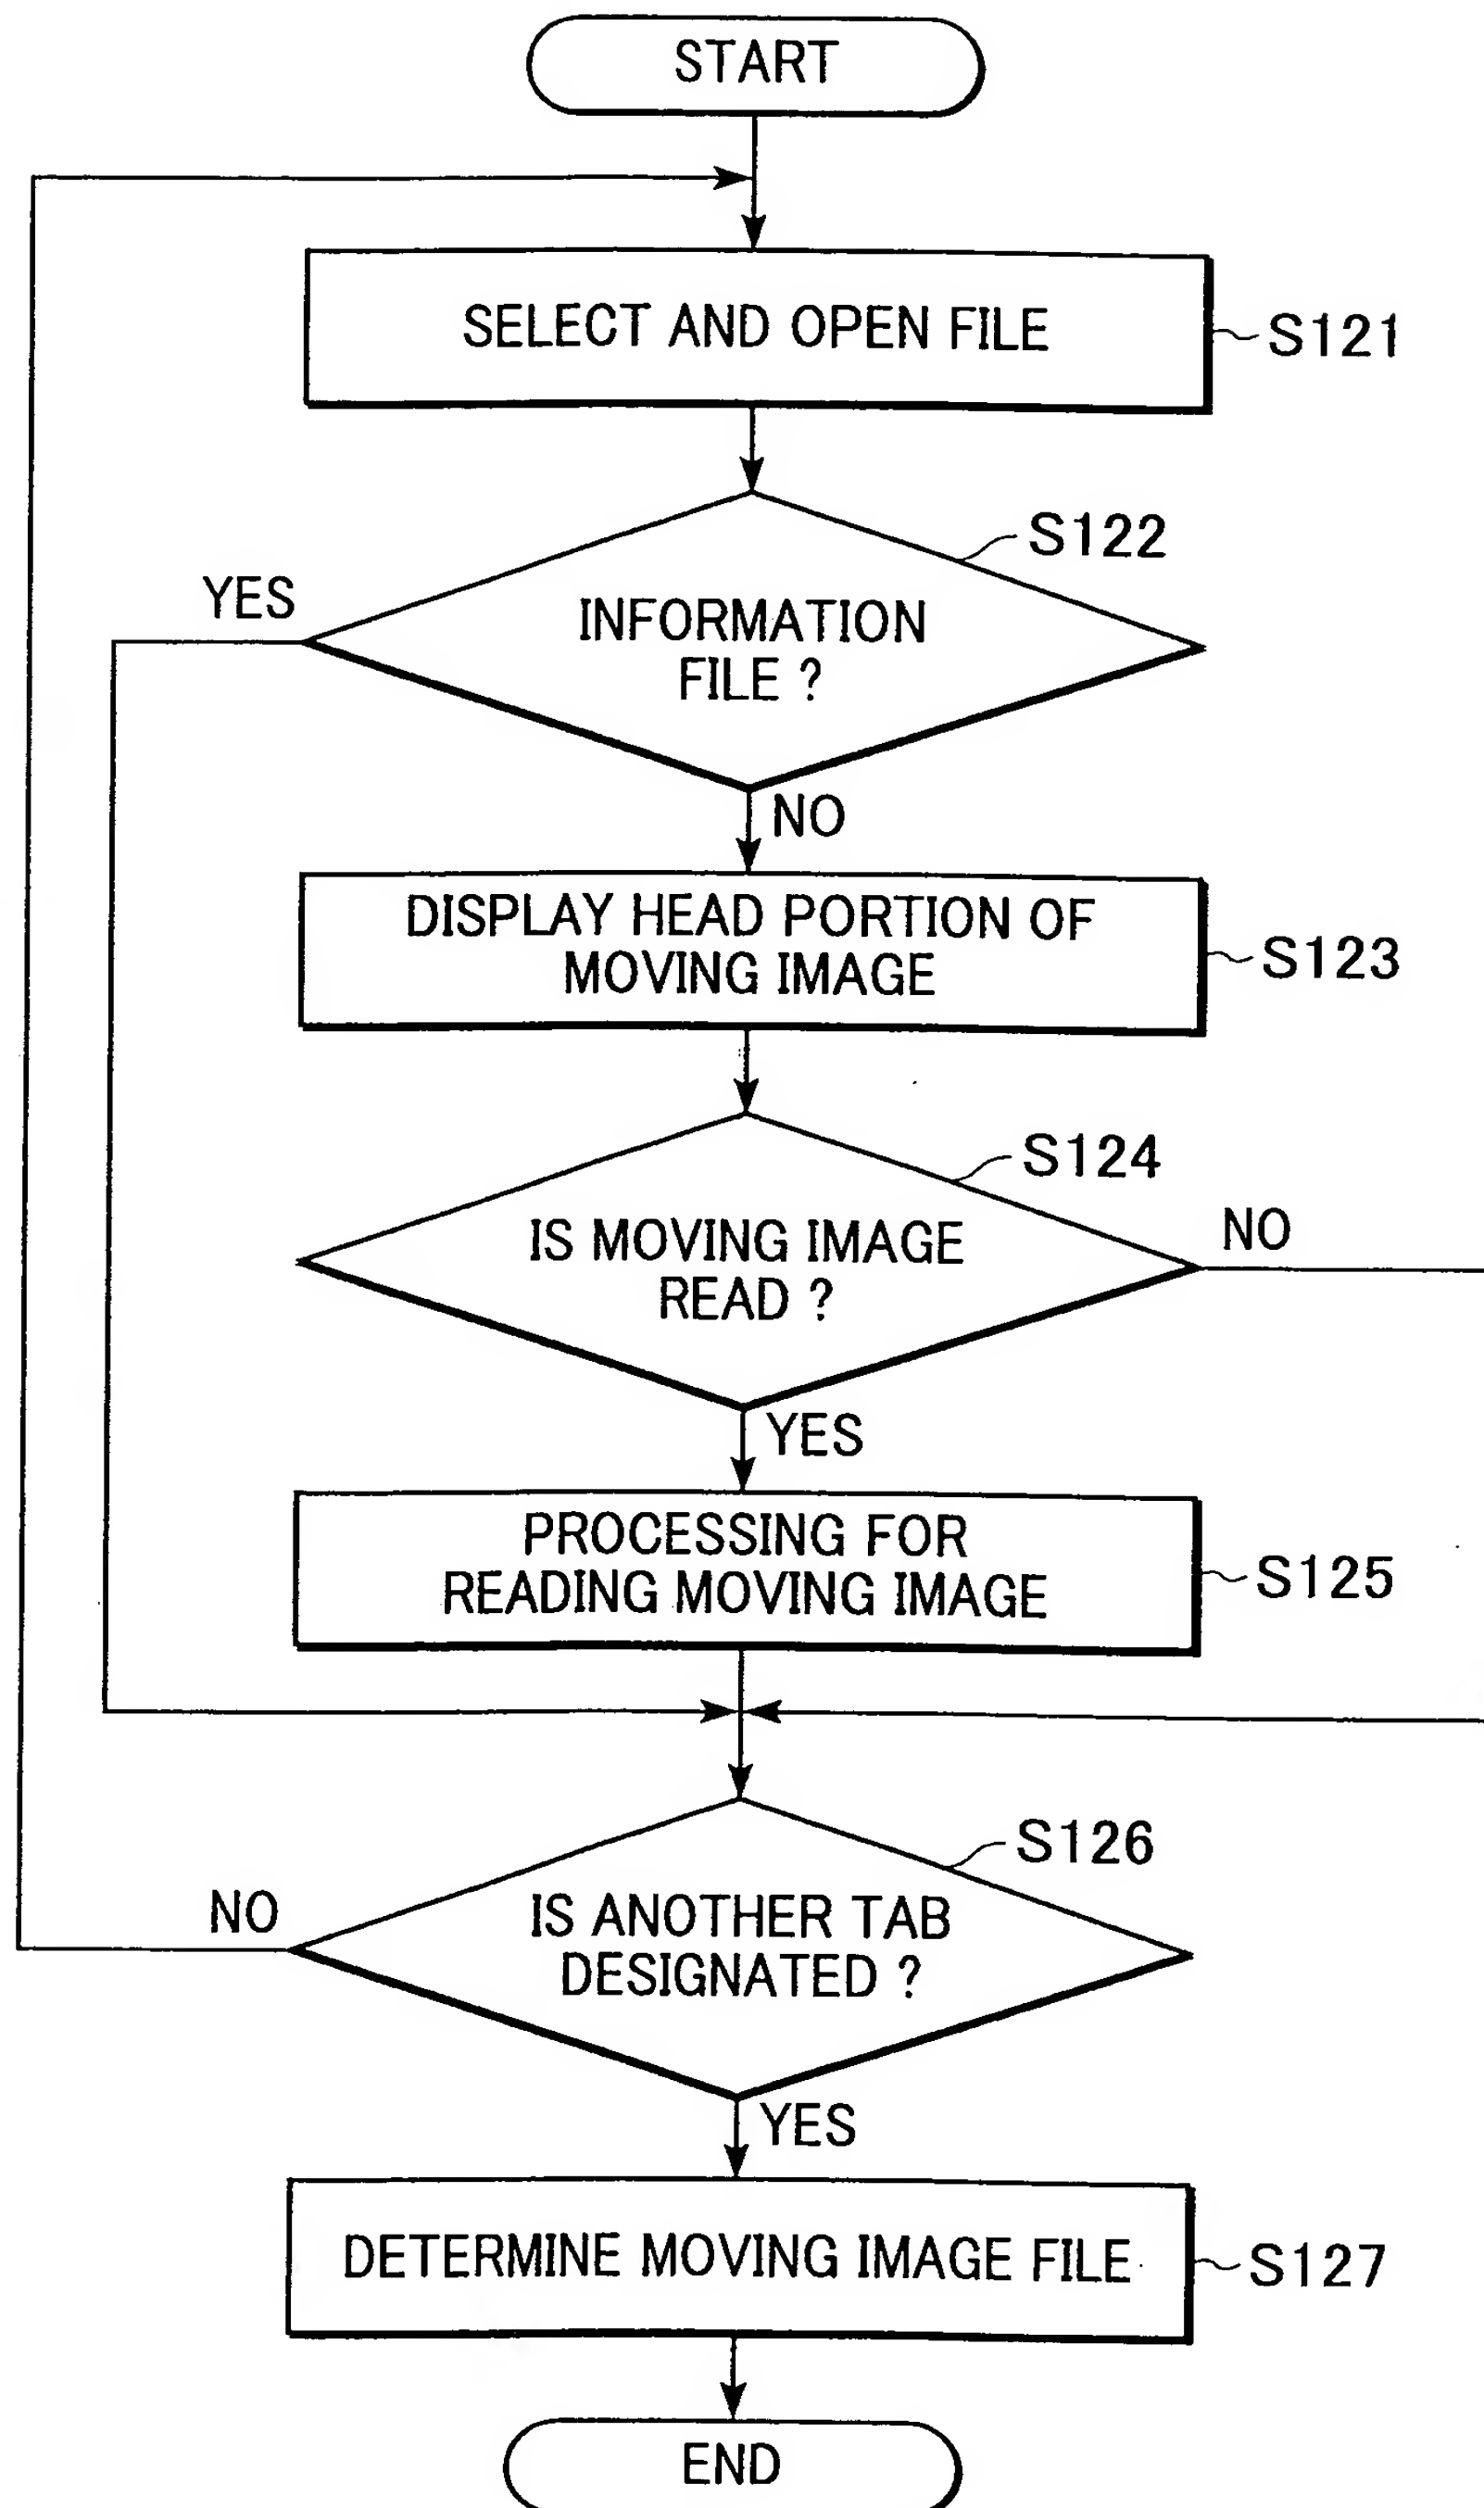 START
SELECT AND OPEN FILE
S121
S122
YES
INFORMATION
FILE ?
NO
DISPLAY HEAD PORTION OF
MOVING IMAGE
S123
S124
IS MOVING IMAGE
READ ?
NO
YES
PROCESSING FOR
READING MOVING IMAGE
S125
S126
NO
IS ANOTHER TAB
DESIGNATED ?
YES
DETERMINE MOVING IMAGE FILE
S127
END